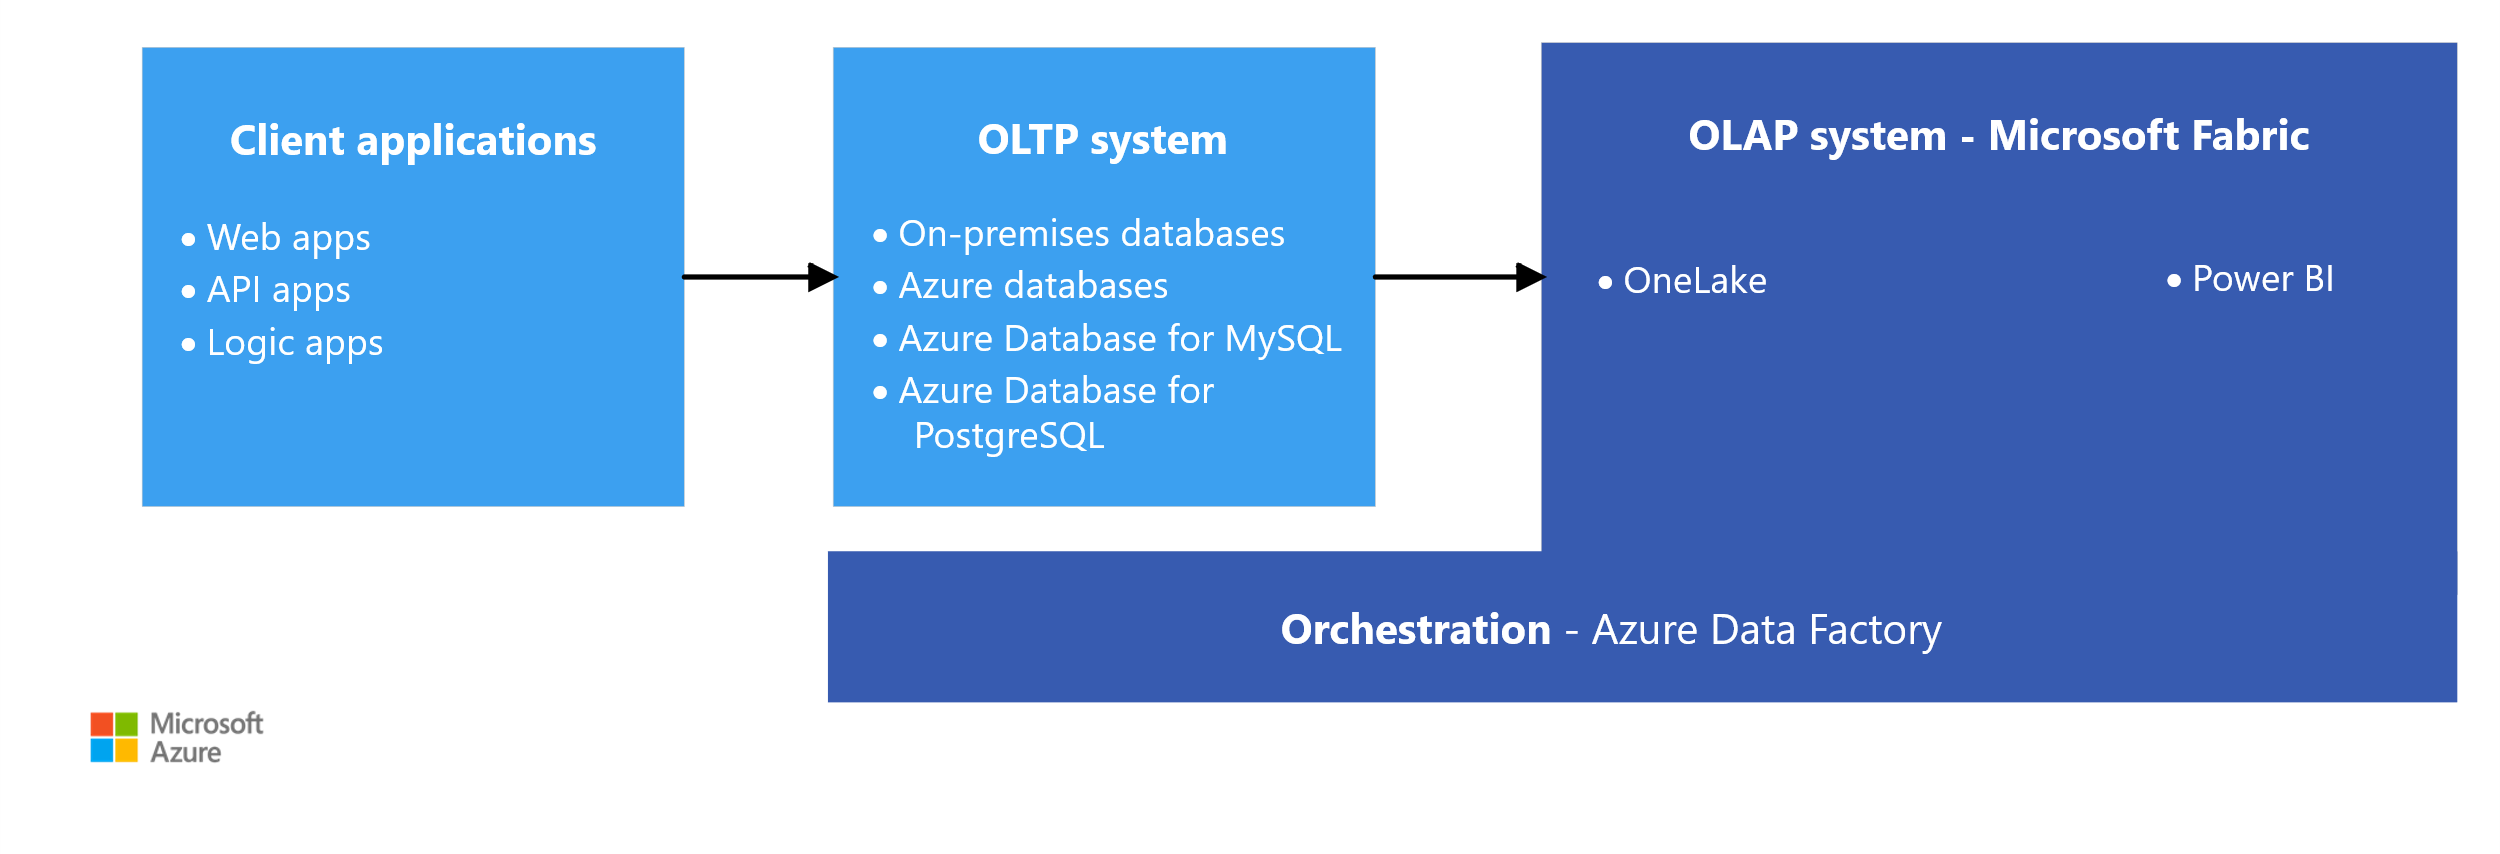 Client applications
• Web apps
• API apps
• Logic apps
OLTP system
• On-premises databases
• Azure databases
• Azure Database for MySQL
• Azure Database for
PostgreSQL
OLAP system - Microsoft Fabric
• OneLake
• Power BI
Orchestration - Azure Data Factory
Microsoft
Azure